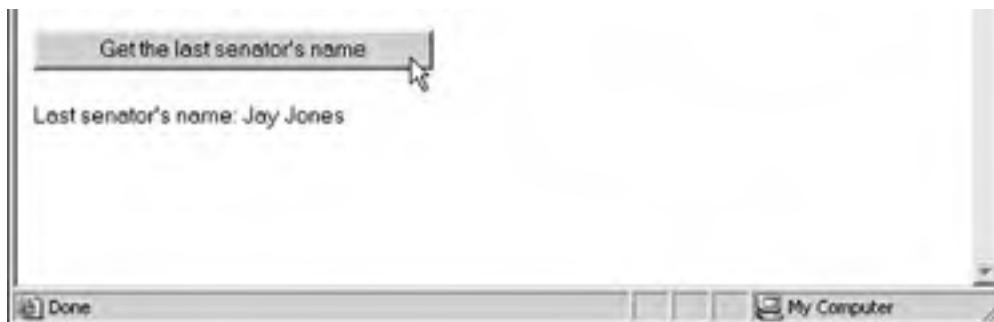 Get the last senator's name
Last senator's name: Jay Jones
Done
My Computer